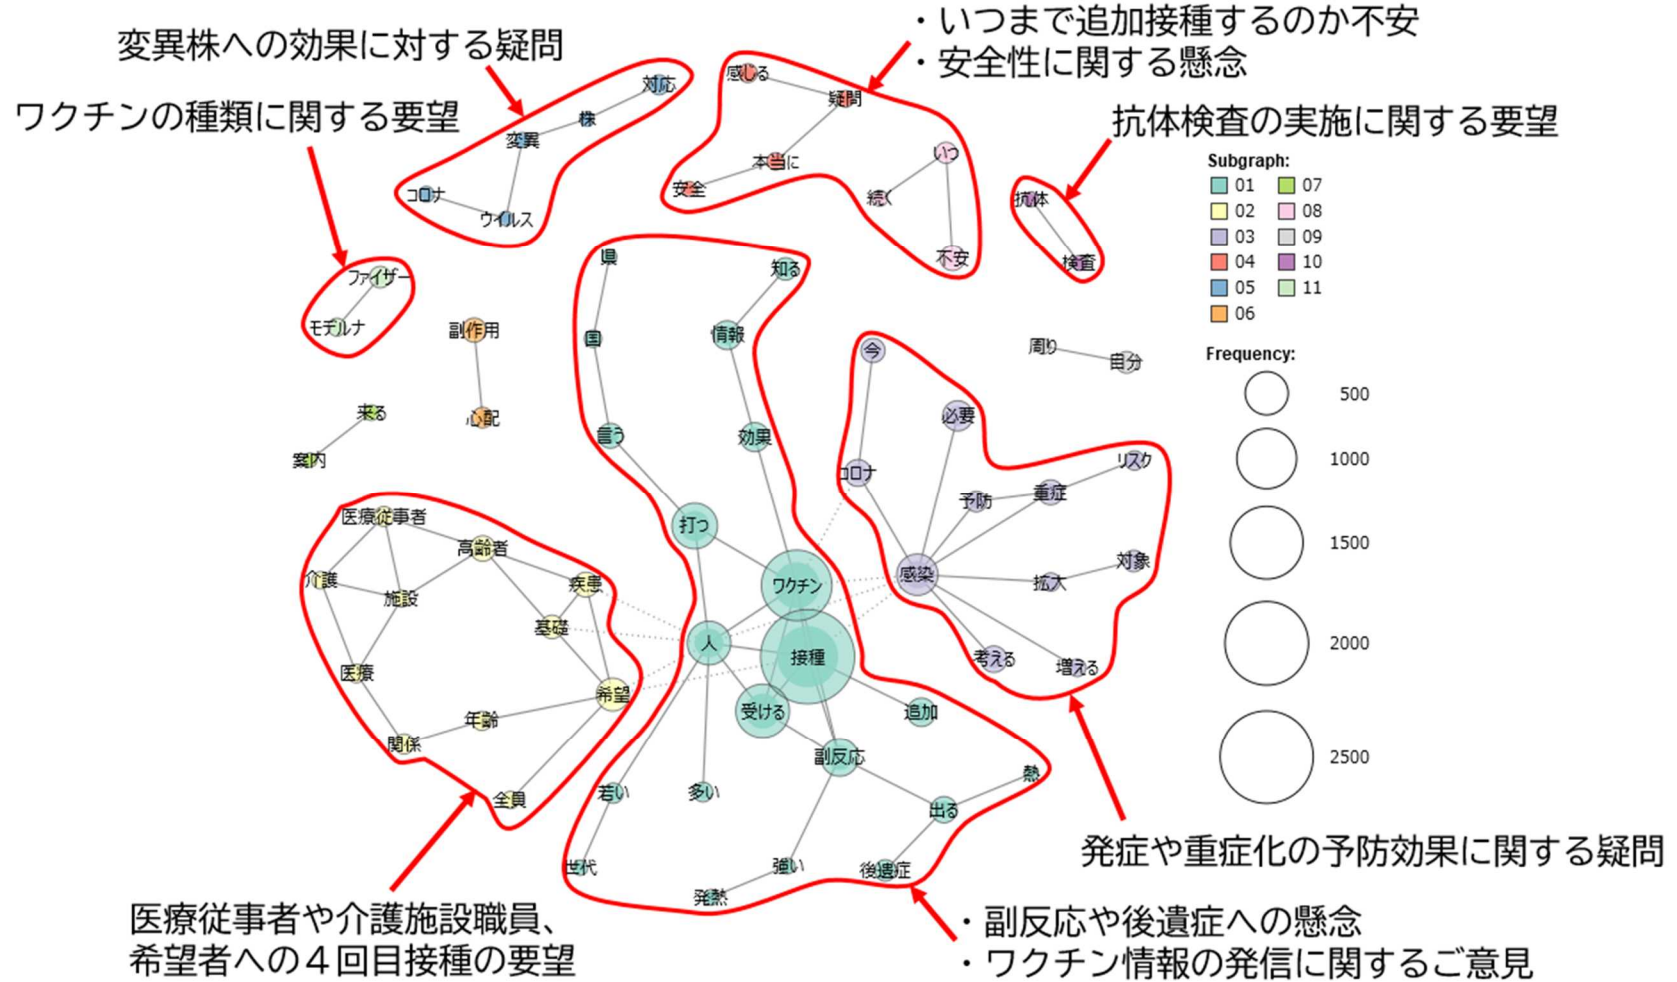 変異株への効果に対する疑問
ワクチンの種類に関する要望
・いつまで追加接種するのか不安
・安全性に関する懸念
抗体検査の実施に関する要望
対応
株
変異
コロナ
ウイルス
感じる
疑問
本当に
安全
いつ
続く
不安
抗体
検査
Subgraph:
01
02
03
04
05
06
07
08
09
10
11
Frequency:
500
1000
1500
2000
2500
ファイザー
モデルナ
副作用
心配
来る
案内
県
国
言う
打つ
知る
情報
効果
ワクチン
接種
人
受ける
追加
副反応
熱
出る
後遺症
強い
発熱
多い
若い
世代
今
コロナ
必要
リスク
重症
予防
感染
対象
拡大
考える
増える
周り
自分
医療従事者
高齢者
介護
施設
疾患
基礎
医療
希望
年齢
関係
全員
医療従事者や介護施設職員、
希望者への４回目接種の要望
発症や重症化の予防効果に関する疑問
・副反応や後遺症への懸念
・ワクチン情報の発信に関するご意見